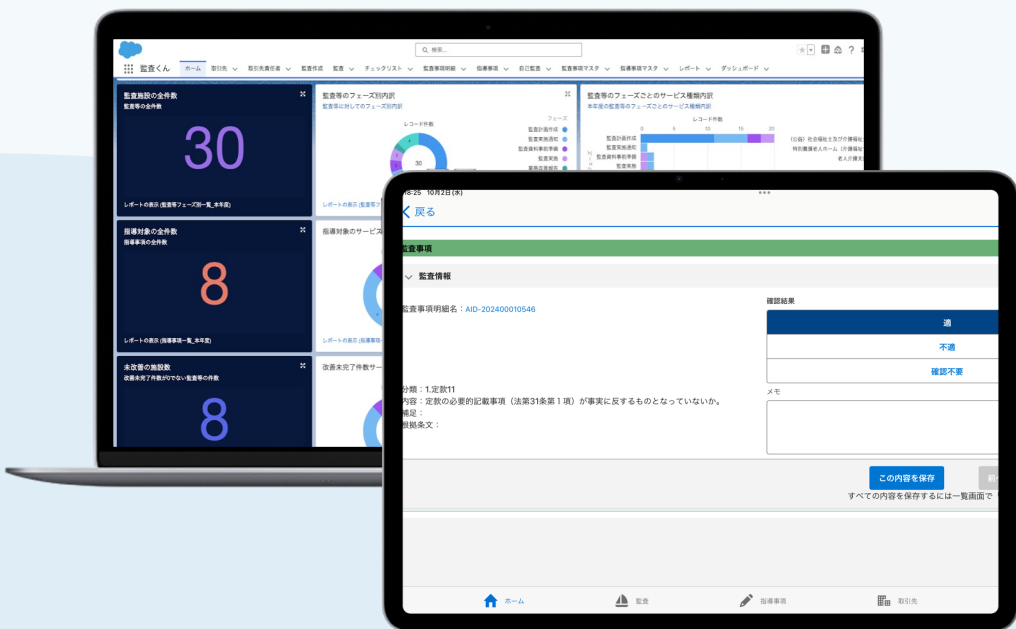 検索...
監査くん
ホーム
取引先
取引先責任者
監査作成
監査
チェックリスト
監査事項明細
指導事項
自己監査
監査事項マスタ
指導事項マスタ
レポート
ダッシュボード
監査施設の全件数
監査等の全件数
30
レポートの表示 (監査等フェーズ別一覧_本年度)
監査等のフェーズ別内訳
監査等に対してのフェーズ別内訳
レコード件数
30
フェーズ
監査計画作成
監査実施通知
監査資料事前準備
監査実施
監査等のフェーズごとのサービス種類内訳
本年度の監査等のフェーズごとのサービス種類内訳
レコード件数
0
5
10
15
20
監査計画作成
監査実施通知
監査資料事前準備
監査実施
指導対象の全件数
指導事項の全件数
8
レポートの表示 (指導事項一覧_本年度)
指導対象のサービス
未改善の施設数
改善未完了件数が0でない監査等の件数
8
改善未完了件数サー
18:25 10月2日(水)
戻る
監査事項
監査情報
監査事項明細名：AID-202400010546
確認結果
適
不適
確認不要
分類：1.定款11
内容：定款の必要的記載事項（法第31条第１項）が事実に反するものとなっていないか。
補足：
根拠条文：
メモ
この内容を保存
すべての内容を保存するには一覧画面で
ホーム
監査
指導事項
取引先